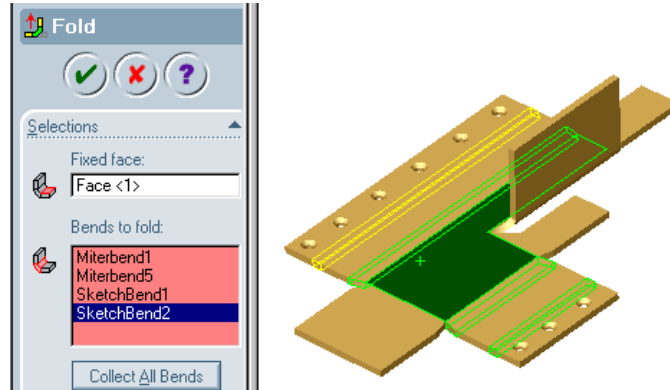 Fold
?
Selections
Fixed face:
Face <1>
Bends to fold:
Miterbend1
Miterbend5
SketchBend1
SketchBend2
Collect All Bends